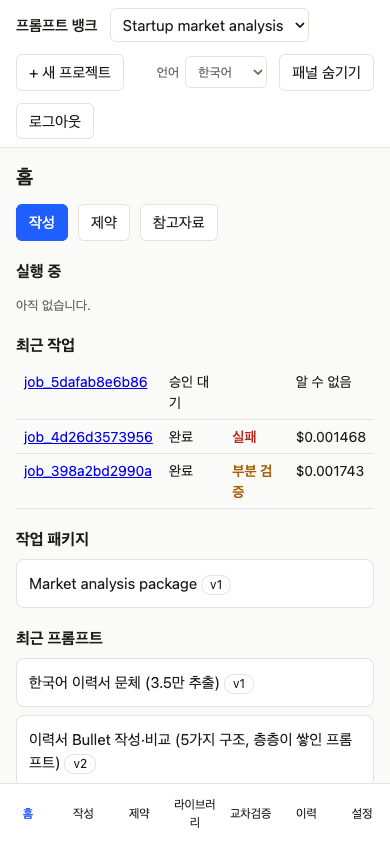 프롬프트 뱅크 Startup market analysis
+ 새 프로젝트 언어 한국어 패널 숨기기
로그아웃
홈
작성 제약 참고자료
실행 중
아직 없습니다.
최근 작업
job_5dafab8e6b86 승인 대기 알 수 없음
job_4d26d3573956 완료 실패 $0.001468
job_398a2bd2990a 완료 부분 검증 $0.001743
작업 패키지
Market analysis package v1
최근 프롬프트
한국어 이력서 문체 (3.5만 추출) v1
이력서 Bullet 작성·비교 (5가지 구조, 층층이 쌓인 프롬
프트) v2
홈 작성 제약 라이브러리 교차검증 이력 설정